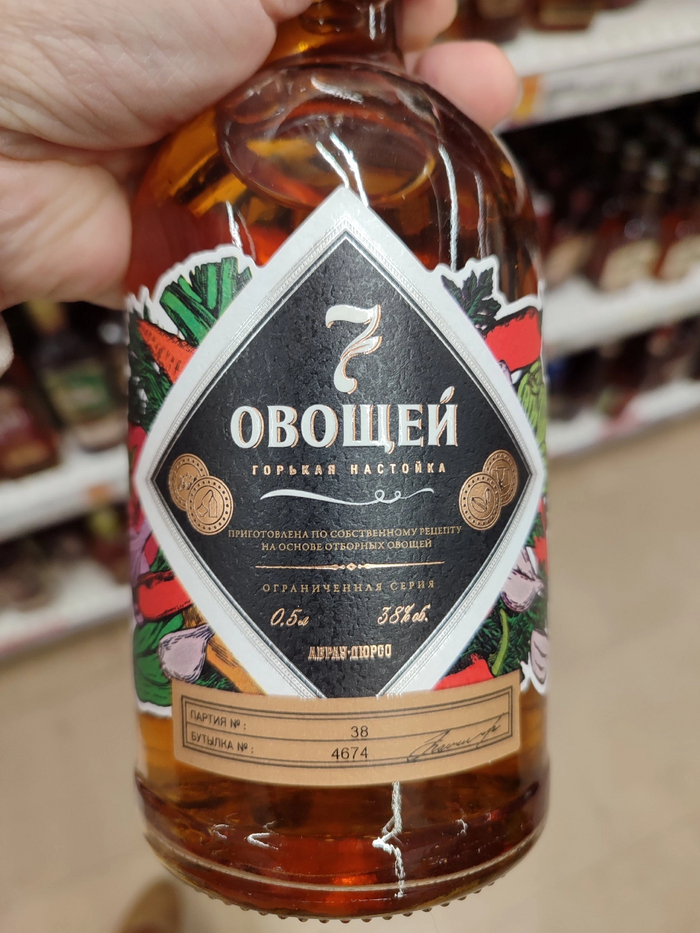 7
ОВОЩЕЙ
ГОРЬКАЯ НАСТОЙКА
ПРИГОТОВЛЕНА ПО СОБСТВЕННОМУ РЕЦЕПТУ
НА ОСНОВЕ ОТБОРНЫХ ОВОЩЕЙ
ОГРАНИЧЕННАЯ СЕРИЯ
0,5л 38% об.
АБРАУ-ДЮРСО
ПАРТИЯ № : 38
БУТЫЛКА № : 4674